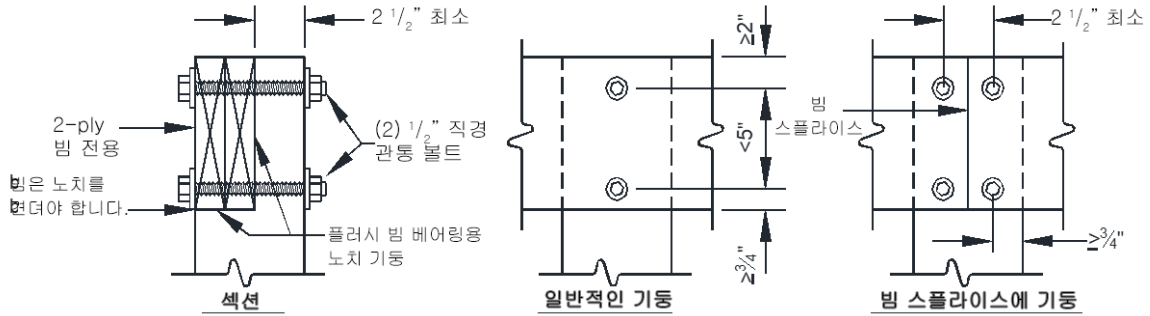 2 1/2" 최소
2-ply
빔 전용
(2) 1/2" 직경
관통 볼트
빔은 노치를
견뎌야 합니다.
플러시 빔 베어링용
노치 기둥
섹션
≥2"
<5"
≥3/4"
일반적인 기둥
2 1/2" 최소
빔
스플라이스
≥3/4"
빔 스플라이스에 기둥